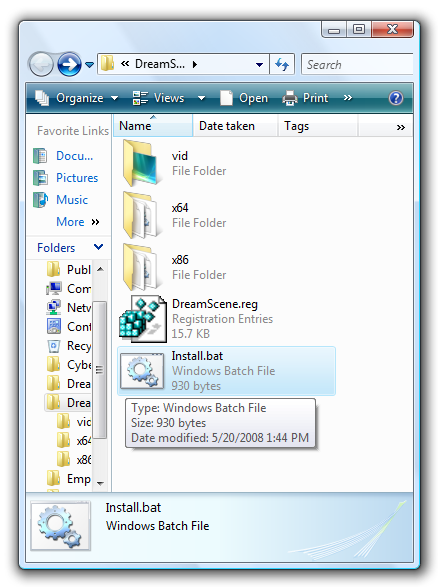 « DreamS... ▸
Search
Organize
Views
Open
Print
»
?
Favorite Links
Docu...
Pictures
Music
More »
Folders
Publ
Com
Netw
Cont
Recy
Cybe
Drea
Drea
vid
x64
x86
Emp
Name
Date taken
Tags
»
vid
File Folder
x64
File Folder
x86
File Folder
DreamScene.reg
Registration Entries
15.7 KB
Install.bat
Windows Batch File
930 bytes
Type: Windows Batch File
Size: 930 bytes
Date modified: 5/20/2008 1:44 PM
Install.bat
Windows Batch File